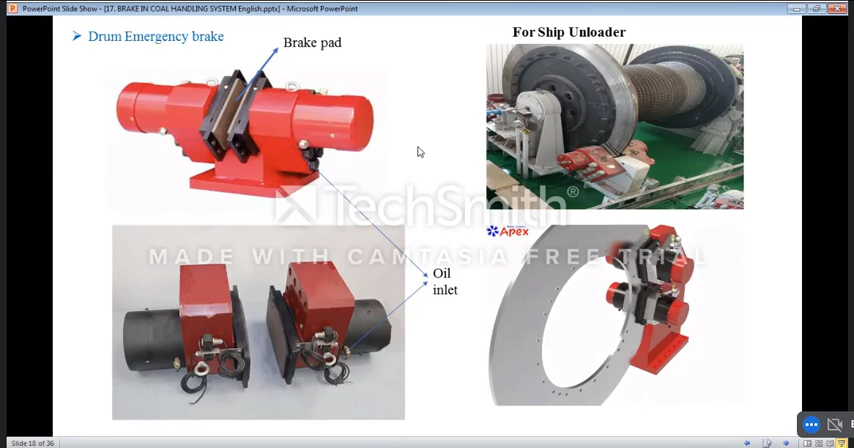 PowerPoint Slide Show - [17. BRAKE IN COAL HANDLING SYSTEM English.pptx] - Microsoft PowerPoint
Drum Emergency brake
Brake pad
For Ship Unloader
TechSmith®
Apex
MADE WITH CAMTASIA FREE TRIAL
Oil
inlet
Slide 18 of 36